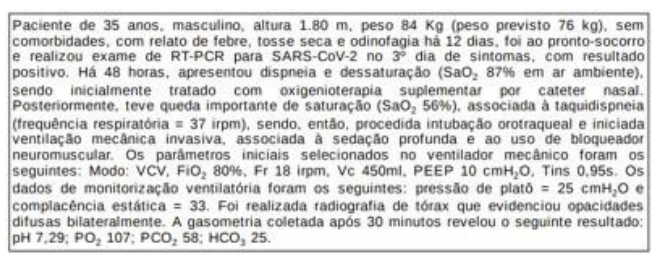 Paciente de 35 anos, masculino, altura 1.80 m, peso 84 Kg (peso previsto 76 kg), sem
comorbidades, com relato de febre, tosse seca e odinofagia há 12 dias, foi ao pronto-socorro
e realizou exame de RT-PCR para SARS-CoV-2 no 3º dia de sintomas, com resultado
positivo. Há 48 horas, apresentou dispneia e dessaturação (SaO₂ 87% em ar ambiente),
sendo inicialmente tratado com oxigenioterapia suplementar por cateter nasal.
Posteriormente, teve queda importante de saturação (SaO₂ 56%), associada à taquidispneia
(frequência respiratória = 37 irpm), sendo, então, procedida intubação orotraqueal e iniciada
ventilação mecânica invasiva, associada à sedação profunda e ao uso de bloqueador
neuromuscular. Os parâmetros iniciais selecionados no ventilador mecânico foram os
seguintes: Modo: VCV, FiO₂ 80%, Fr 18 irpm, Vc 450ml, PEEP 10 cmH₂O, Tins 0,95s. Os
dados de monitorização ventilatória foram os seguintes: pressão de platô = 25 cmH₂O e
complacência estática = 33. Foi realizada radiografia de tórax que evidenciou opacidades
difusas bilateralmente. A gasometria coletada após 30 minutos revelou o seguinte resultado:
pH 7,29; PO₂ 107; PCO₂ 58; HCO₃ 25.